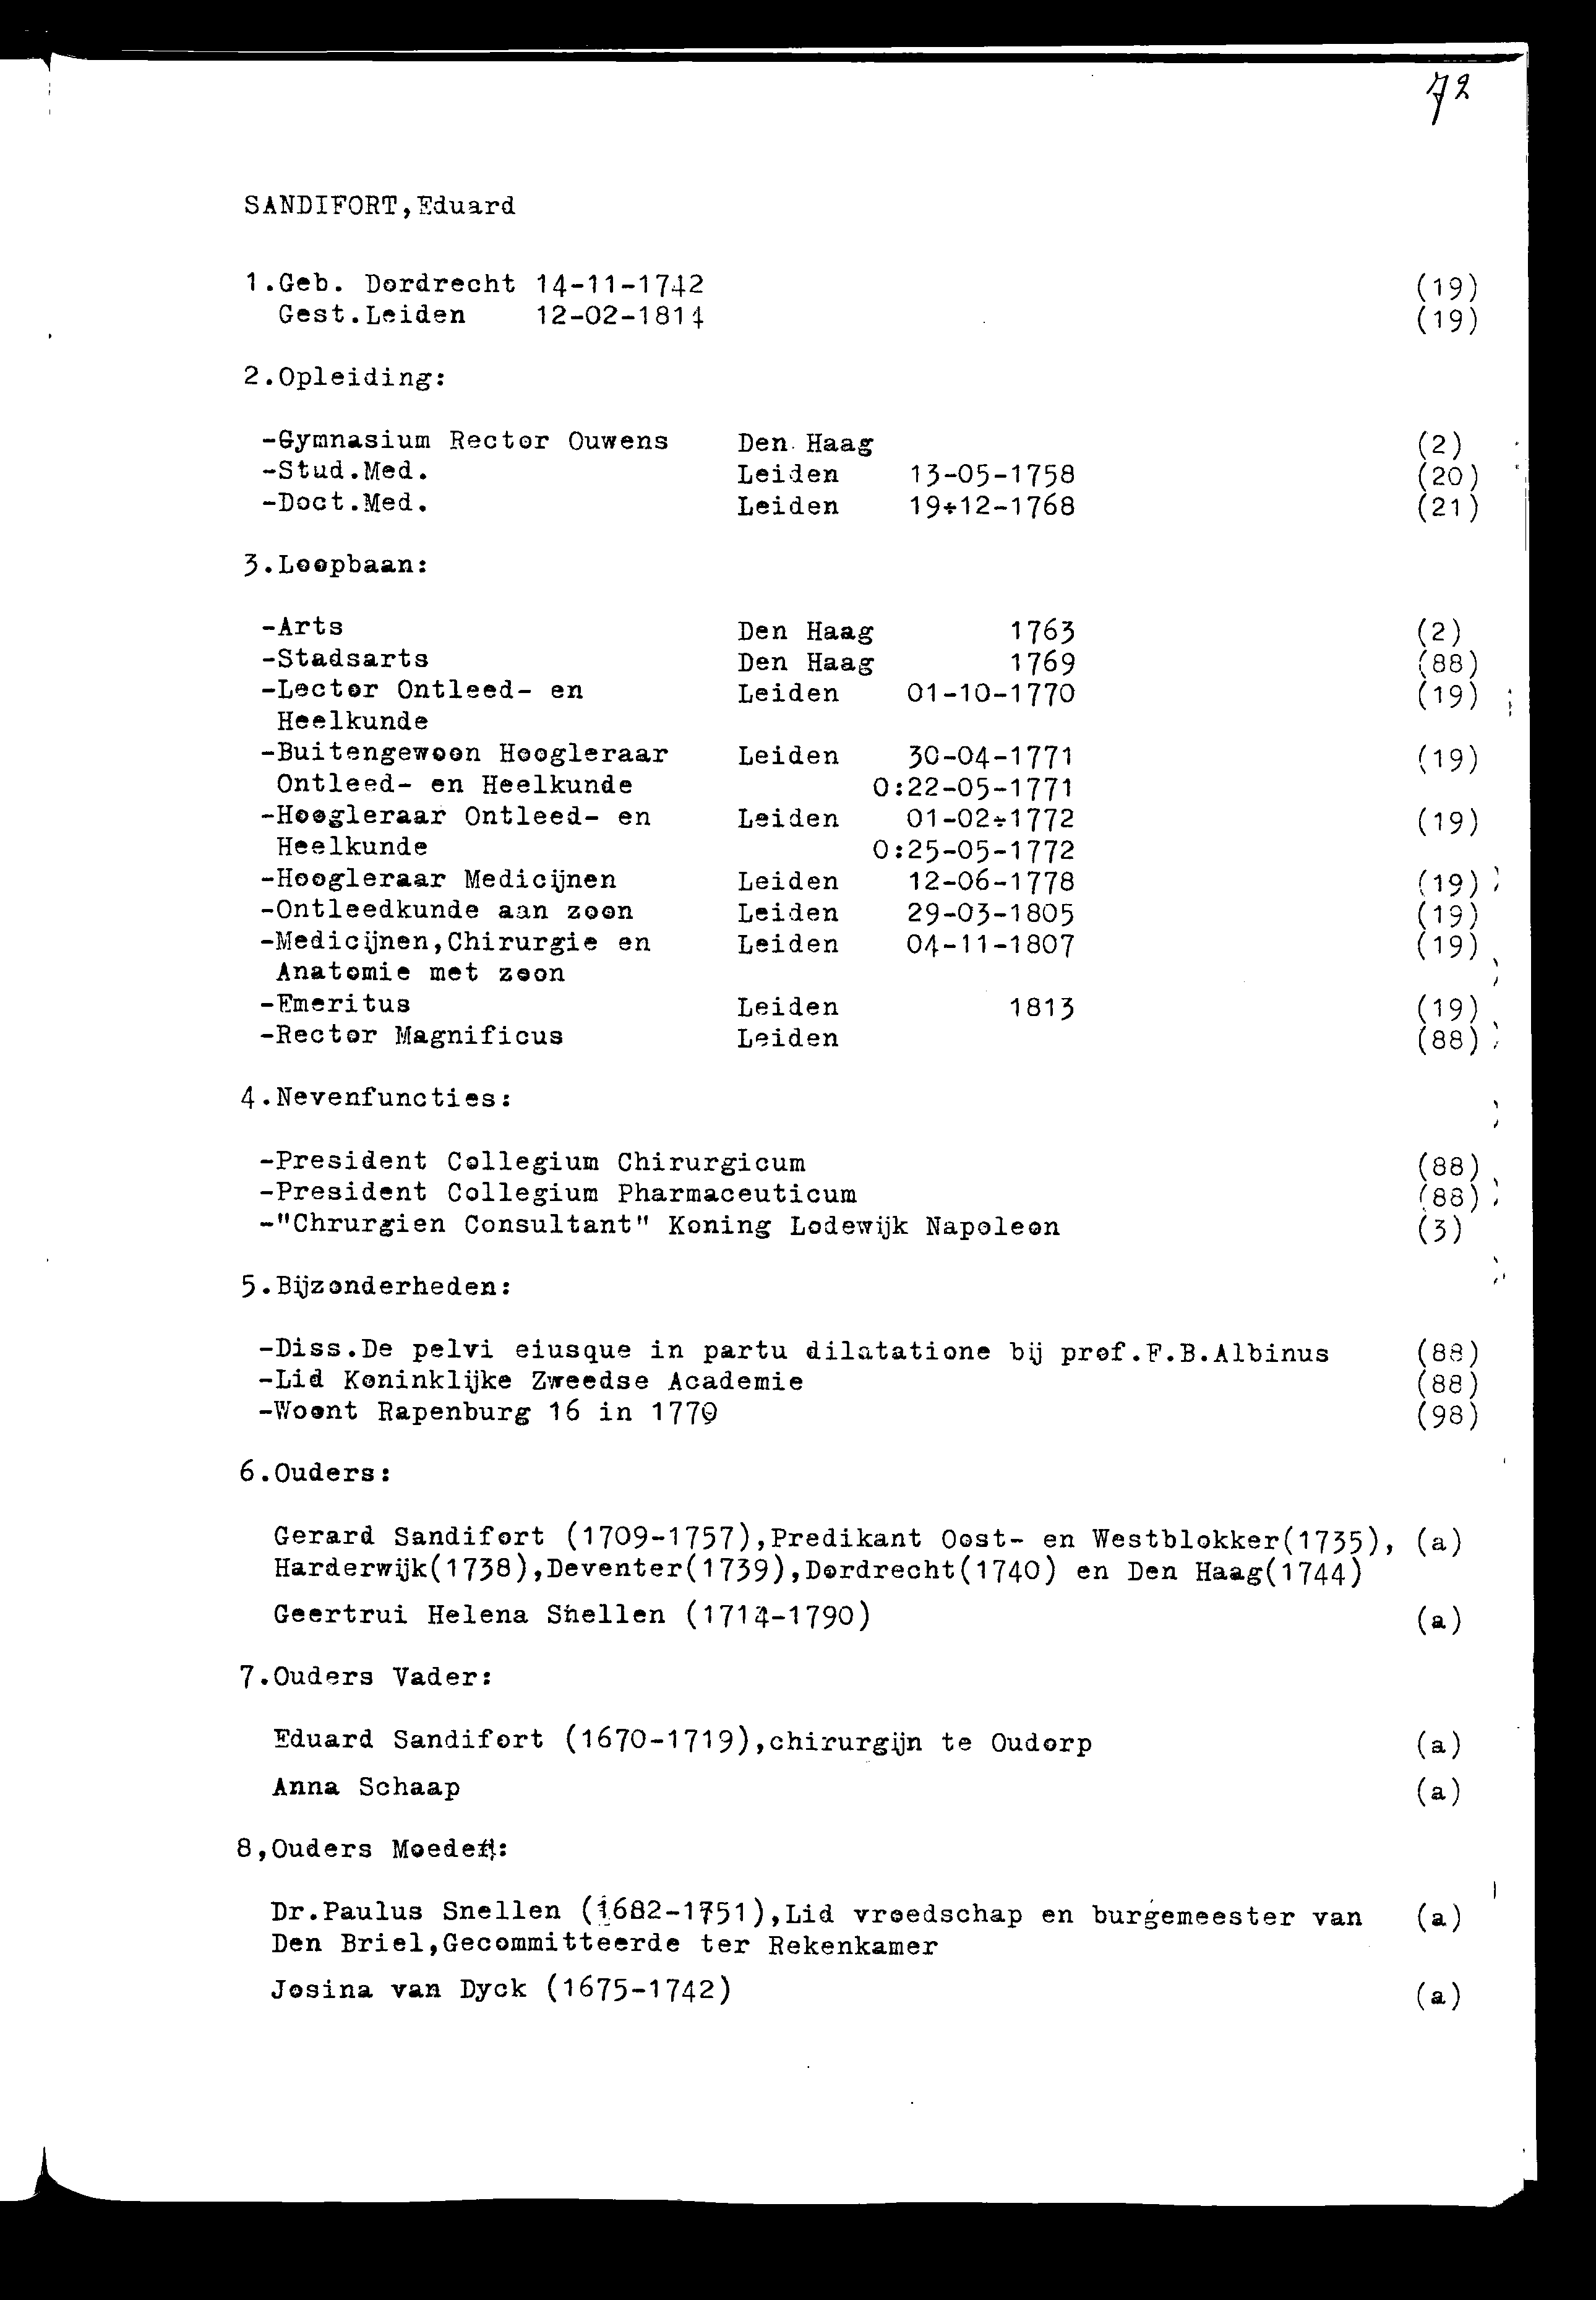 72
SANDIFORT,Eduard
1.Geb. Dordrecht 14-11-1742 (19)
Gest.Leiden 12-02-1814 (19)
2.Opleiding:
-Gymnasium Rector Ouwens Den Haag (2)
-Stud.Med. Leiden 13-05-1758 (20)
-Doct.Med. Leiden 19-12-1768 (21)
3.Loopbaan:
-Arts Den Haag 1763 (2)
-Stadsarts Den Haag 1769 (88)
-Lector Ontleed- en Leiden 01-10-1770 (19)
Heelkunde
-Buitengewoon Hoogleraar Leiden 30-04-1771 (19)
Ontleed- en Heelkunde O:22-05-1771
-Hoogleraar Ontleed- en Leiden 01-02-1772 (19)
Heelkunde O:25-05-1772
-Hoogleraar Medicijnen Leiden 12-06-1778 (19)
-Ontleedkunde aan zoon Leiden 29-03-1805 (19)
-Medicijnen,Chirurgie en Leiden 04-11-1807 (19)
Anatomie met zoon
-Emeritus Leiden 1813 (19)
-Rector Magnificus Leiden (88)
4.Nevenfuncties:
-President Collegium Chirurgicum (88)
-President Collegium Pharmaceuticum (88)
-"Chrurgien Consultant" Koning Lodewijk Napoleon (3)
5.Bijzonderheden:
-Diss.De pelvi eiusque in partu dilatatione bij prof.F.B.Albinus (88)
-Lid Koninklijke Zweedse Academie (88)
-Woont Rapenburg 16 in 1770 (98)
6.Ouders:
Gerard Sandifort (1709-1757),Predikant Oost- en Westblokker(1735), (a)
Harderwijk(1738),Deventer(1739),Dordrecht(1740) en Den Haag(1744)
Geertrui Helena Snellen (1714-1790) (a)
7.Ouders Vader:
Eduard Sandifort (1670-1719),chirurgijn te Oudorp (a)
Anna Schaap (a)
8,Ouders Moeder:
Dr.Paulus Snellen (1682-1751),Lid vroedschap en burgemeester van (a)
Den Briel,Gecommitteerde ter Rekenkamer
Josina van Dyck (1675-1742) (a)